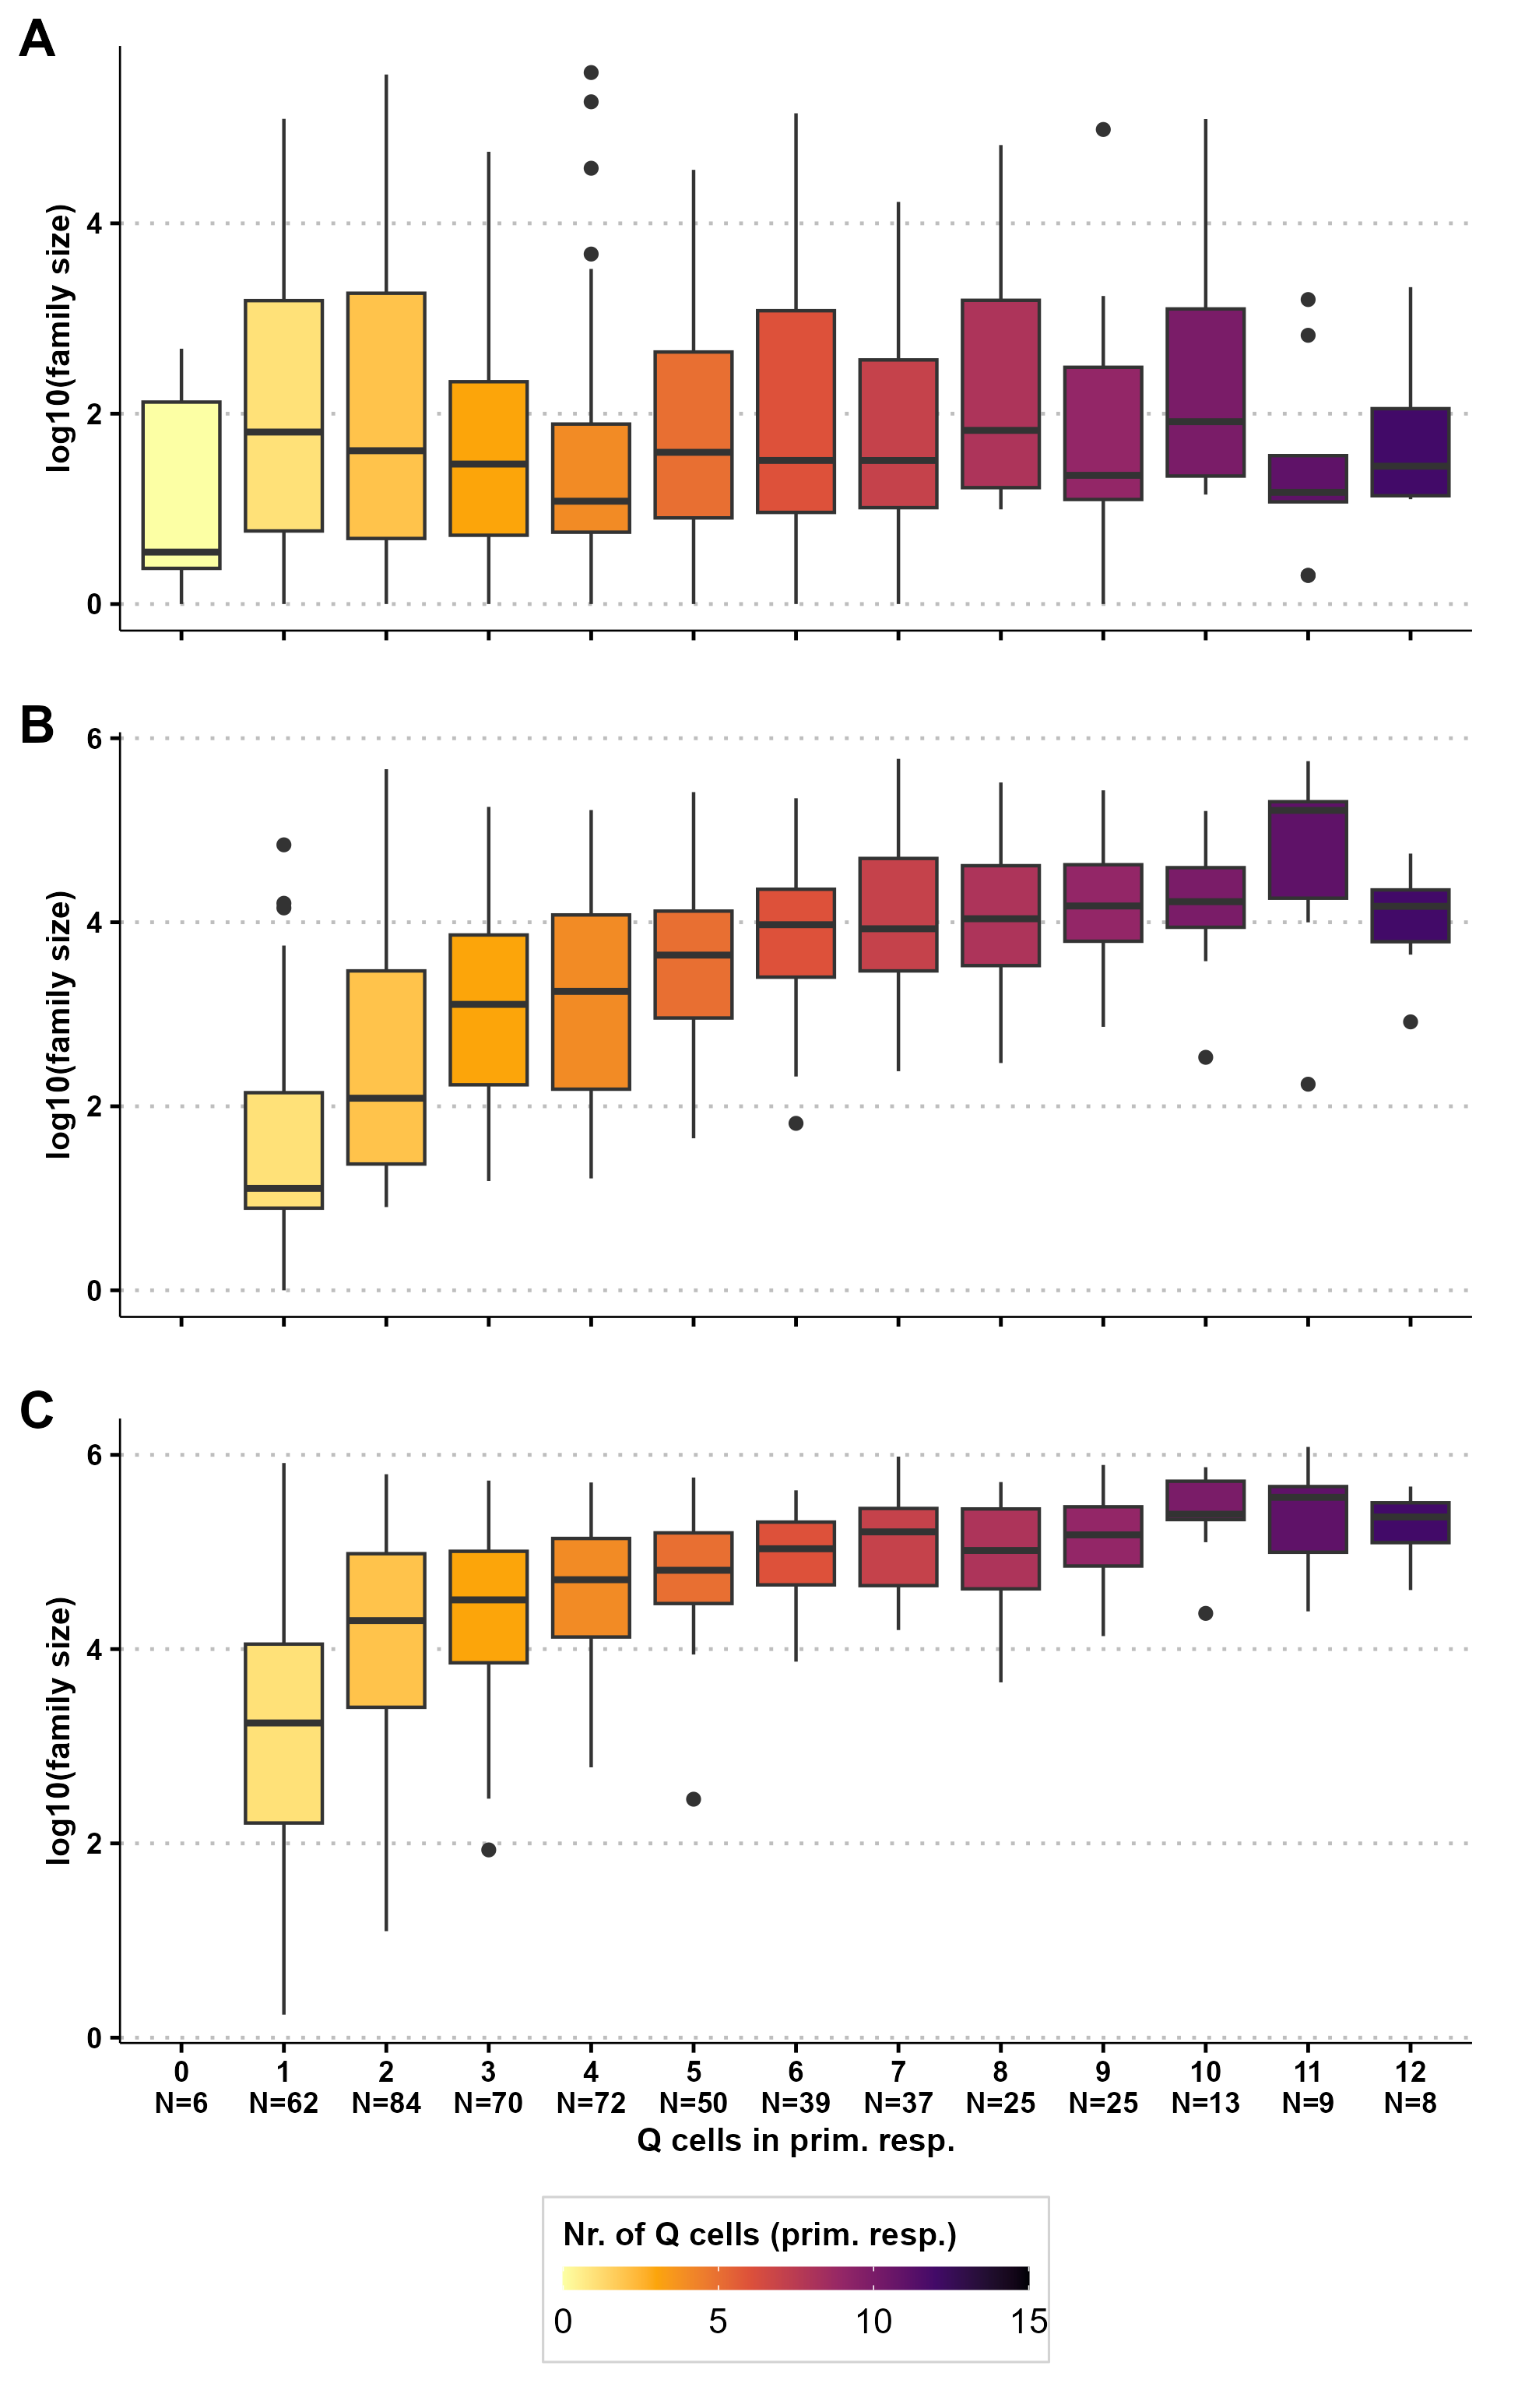 A
log10(family size)
4
2
0
B
log10(family size)
6
4
2
0
C
log10(family size)
6
4
2
0
0 1 2 3 4 5 6 7 8 9 10 11 12
N=6 N=62 N=84 N=70 N=72 N=50 N=39 N=37 N=25 N=25 N=13 N=9 N=8
Q cells in prim. resp.
Nr. of Q cells (prim. resp.)
0 5 10 15